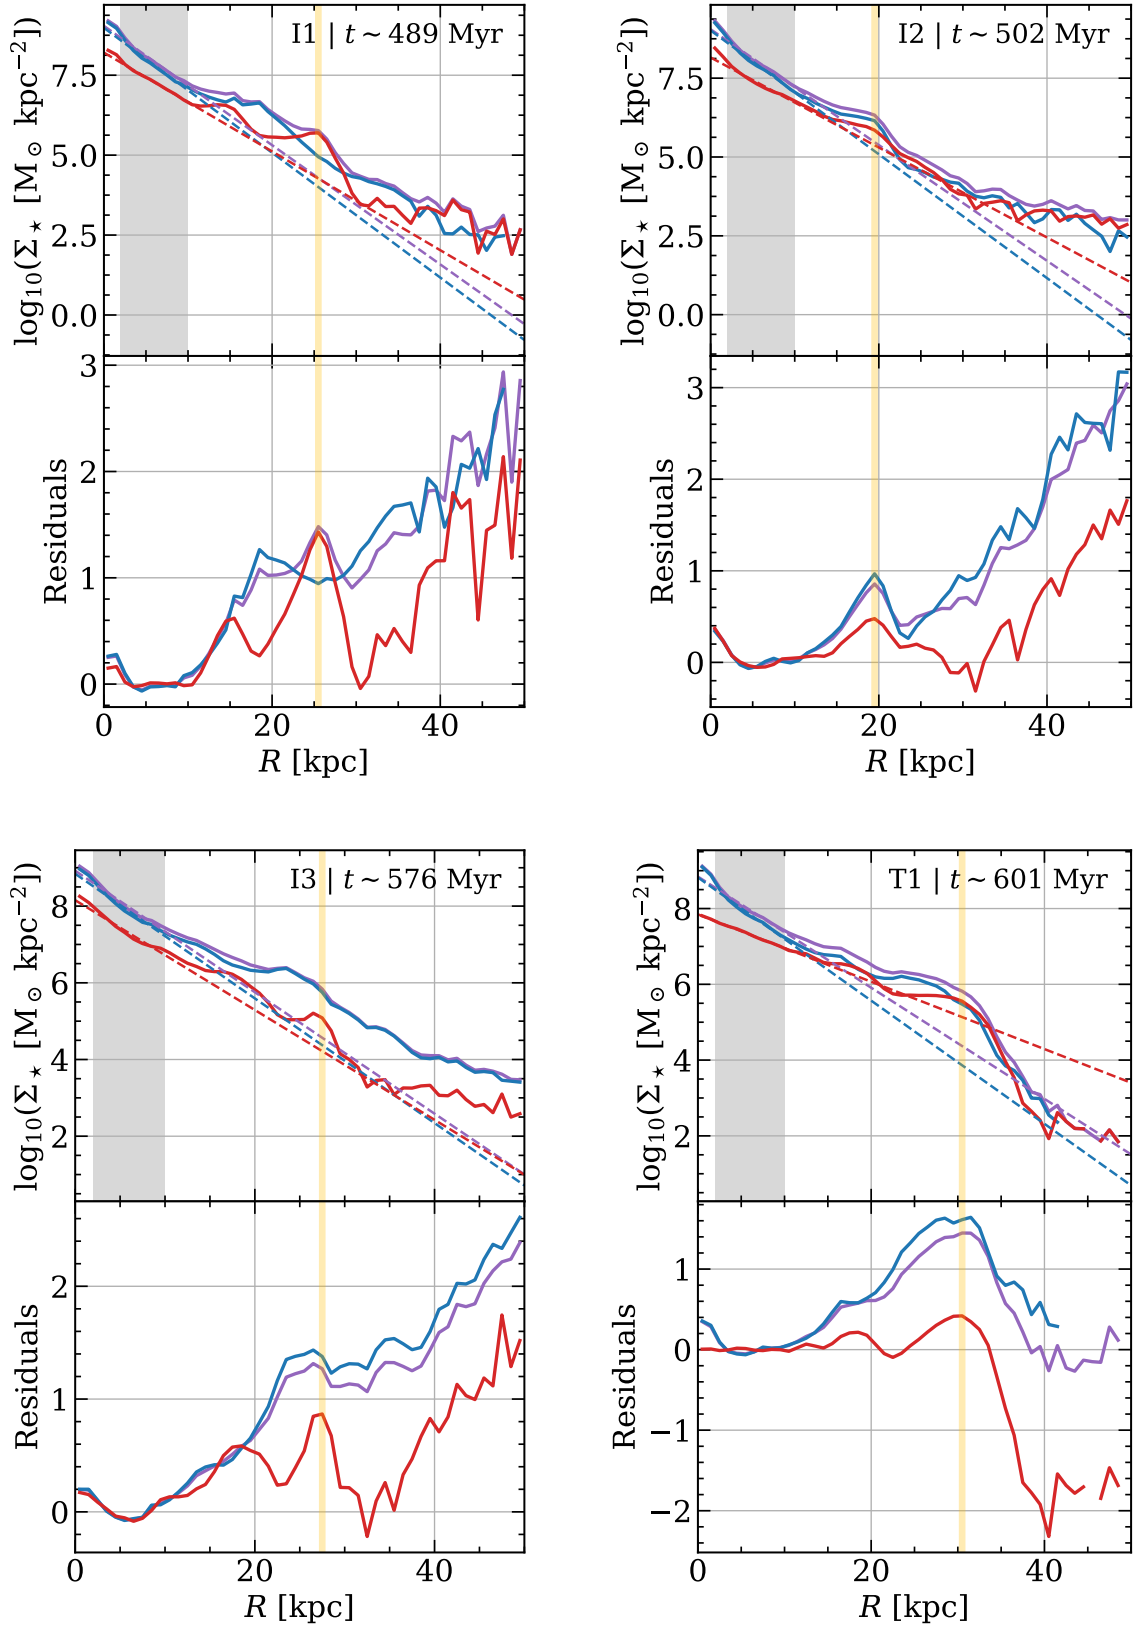 I1 | t ~ 489 Myr
log10(Σ⋆ [M⊙ kpc−2])
7.5
5.0
2.5
0.0
Residuals
3
2
1
0
0 20 40
R [kpc]
I2 | t ~ 502 Myr
log10(Σ⋆ [M⊙ kpc−2])
7.5
5.0
2.5
0.0
Residuals
3
2
1
0
0 20 40
R [kpc]
I3 | t ~ 576 Myr
log10(Σ⋆ [M⊙ kpc−2])
8
6
4
2
Residuals
2
1
0
0 20 40
R [kpc]
T1 | t ~ 601 Myr
log10(Σ⋆ [M⊙ kpc−2])
8
6
4
2
Residuals
1
0
−1
−2
0 20 40
R [kpc]